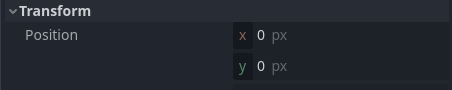 Transform
Position x 0 px
y 0 px